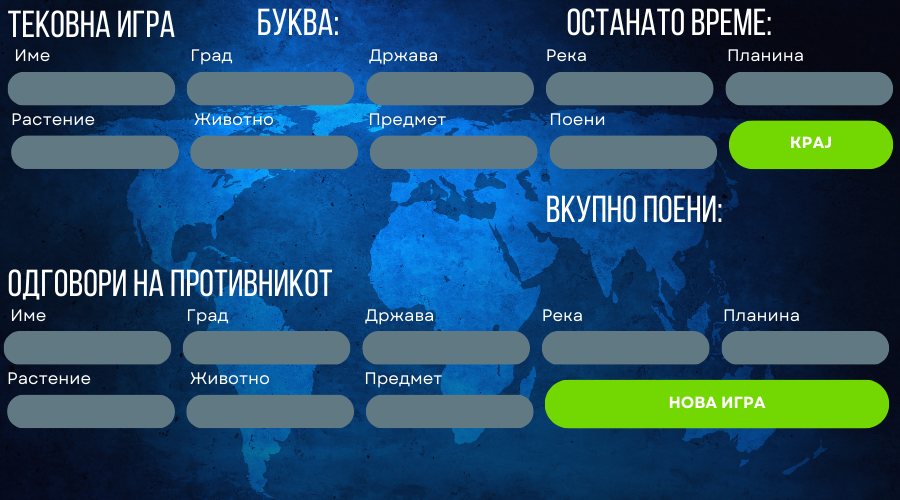 ТЕКОВНА ИГРА БУКВА: ОСТАНАТО ВРЕМЕ:
Име Град Држава Река Планина
Растение Животно Предмет Поени
КРАЈ
ВКУПНО ПОЕНИ:
ОДГОВОРИ НА ПРОТИВНИКОТ
Име Град Држава Река Планина
Растение Животно Предмет
НОВА ИГРА